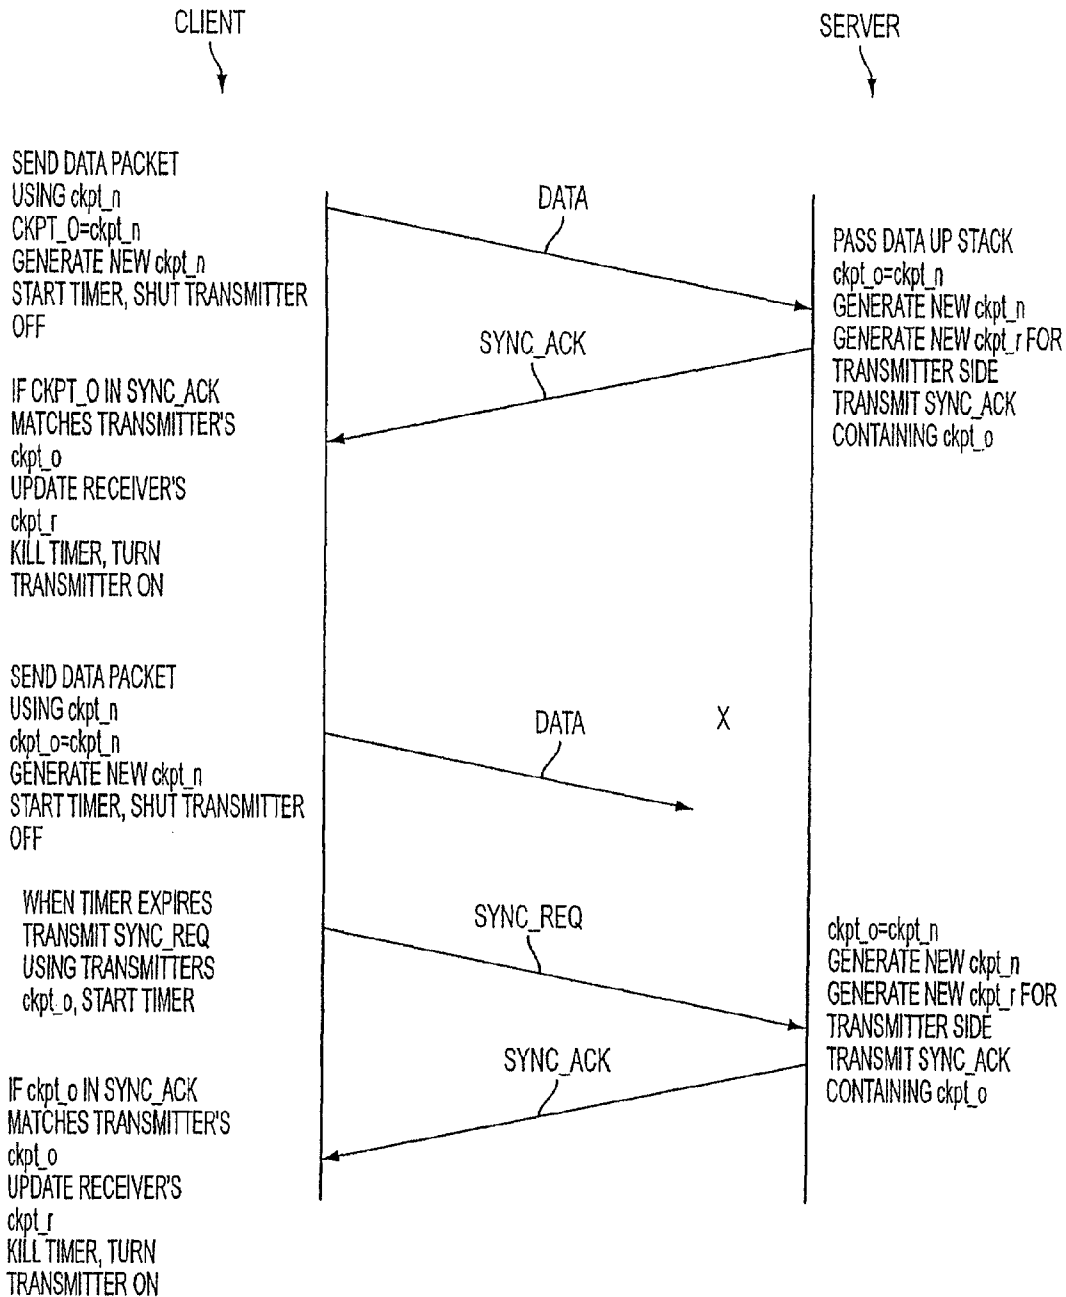 CLIENT
SERVER
SEND DATA PACKET
USING ckpt_n
CKPT_O=ckpt_n
GENERATE NEW ckpt_n
START TIMER, SHUT TRANSMITTER
OFF
DATA
PASS DATA UP STACK
ckpt_o=ckpt_n
GENERATE NEW ckpt_n
GENERATE NEW ckpt_r FOR
TRANSMITTER SIDE
TRANSMIT SYNC_ACK
CONTAINING ckpt_o
SYNC_ACK
IF CKPT_O IN SYNC_ACK
MATCHES TRANSMITTER'S
ckpt_o
UPDATE RECEIVER'S
ckpt_r
KILL TIMER, TURN
TRANSMITTER ON
SEND DATA PACKET
USING ckpt_n
ckpt_o=ckpt_n
GENERATE NEW ckpt_n
START TIMER, SHUT TRANSMITTER
OFF
DATA
X
WHEN TIMER EXPIRES
TRANSMIT SYNC_REQ
USING TRANSMITTERS
ckpt_o, START TIMER
SYNC_REQ
ckpt_o=ckpt_n
GENERATE NEW ckpt_n
GENERATE NEW ckpt_r FOR
TRANSMITTER SIDE
TRANSMIT SYNC_ACK
CONTAINING ckpt_o
SYNC_ACK
IF ckpt_o IN SYNC_ACK
MATCHES TRANSMITTER'S
ckpt_o
UPDATE RECEIVER'S
ckpt_r
KILL TIMER, TURN
TRANSMITTER ON